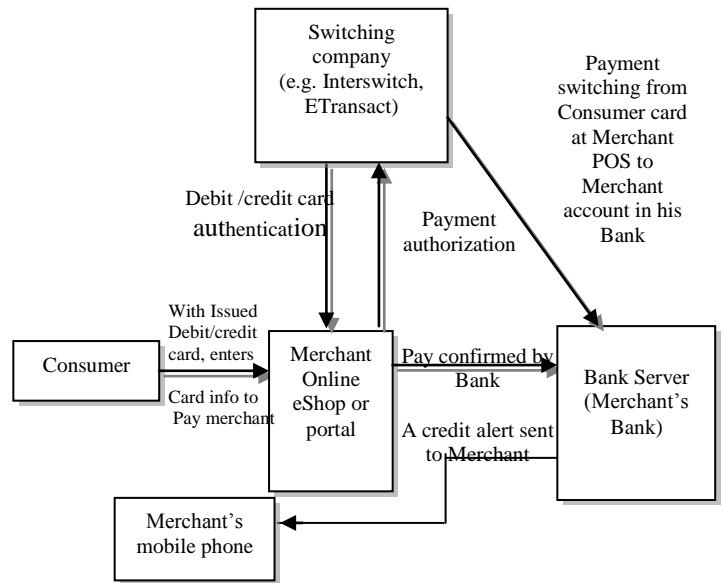 Switching
company
(e.g. Interswitch,
ETransact)
Payment
switching from
Consumer card
at Merchant
POS to
Merchant
account in his
Bank
Debit /credit card
authentication
Payment
authorization
With Issued
Debit/credit
card, enters
Card info to
Pay merchant
Consumer
Merchant
Online
eShop or
portal
Pay confirmed by
Bank
Bank Server
(Merchant's
Bank)
A credit alert sent
to Merchant
Merchant's
mobile phone